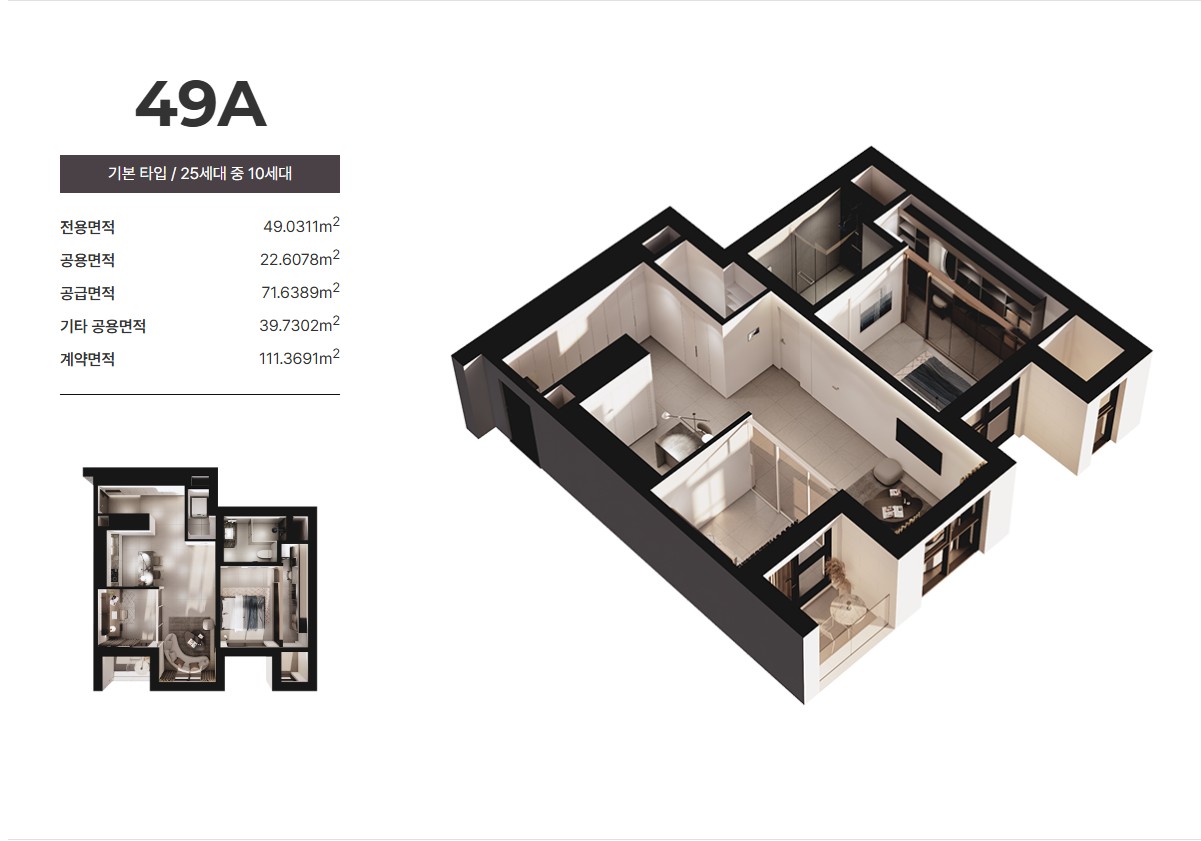 49A
기본 타입 / 25세대 중 10세대
전용면적 49.0311m²
공용면적 22.6078m²
공급면적 71.6389m²
기타 공용면적 39.7302m²
계약면적 111.3691m²